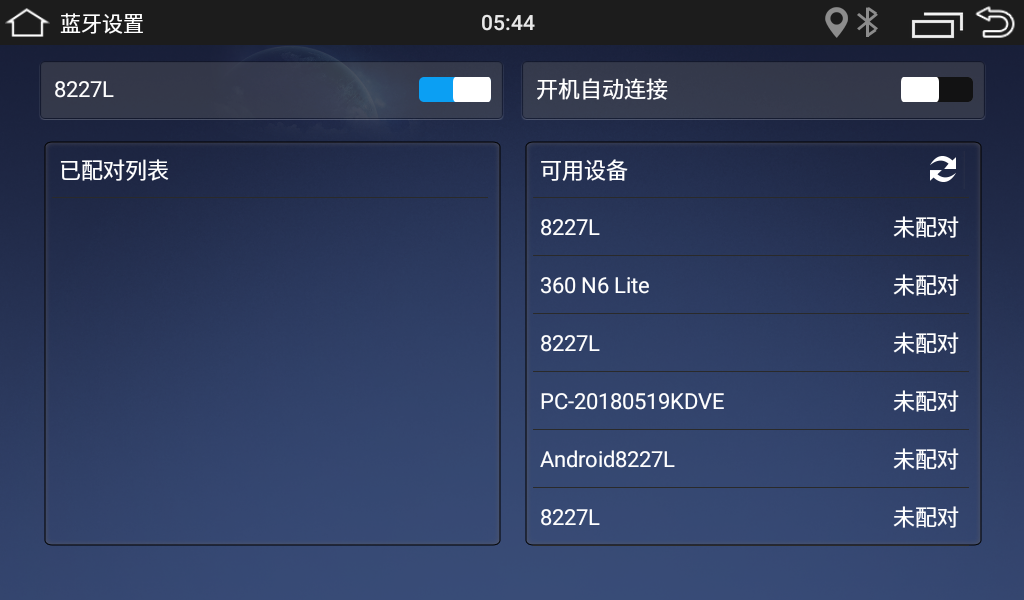 蓝牙设置
05:44
8227L
开机自动连接
已配对列表
可用设备
8227L 未配对
360 N6 Lite 未配对
8227L 未配对
PC-20180519KDVE 未配对
Android8227L 未配对
8227L 未配对